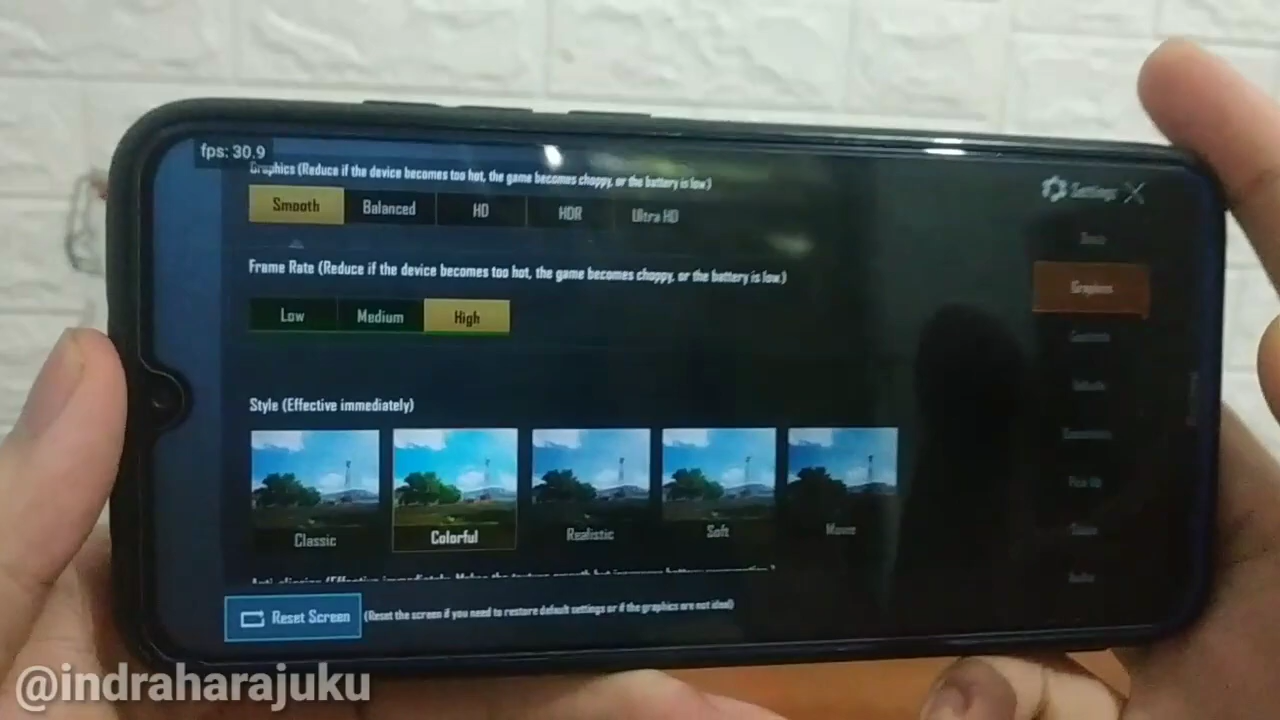 fps: 30.9
Graphics (Reduce if the device becomes too hot, the game becomes choppy, or the battery is low.)
Smooth Balanced HD HDR Ultra HD
Settings
Frame Rate (Reduce if the device becomes too hot, the game becomes choppy, or the battery is low.)
Graphics
Low Medium High
Style (Effective immediately)
Pick Up
Classic Colorful Realistic Soft Movie
Reset Screen (Reset the screen if you need to restore default settings or if the graphics are not ideal)
@indraharajuku